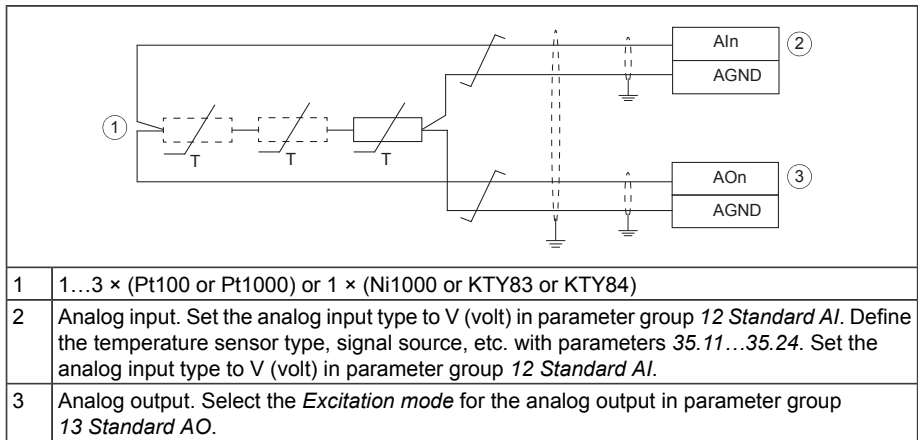 AIn
②
AGND
①
T
T
T
AOn
③
AGND
1
1…3 × (Pt100 or Pt1000) or 1 × (Ni1000 or KTY83 or KTY84)
2
Analog input. Set the analog input type to V (volt) in parameter group 12 Standard AI. Define
the temperature sensor type, signal source, etc. with parameters 35.11…35.24. Set the
analog input type to V (volt) in parameter group 12 Standard AI.
3
Analog output. Select the Excitation mode for the analog output in parameter group
13 Standard AO.